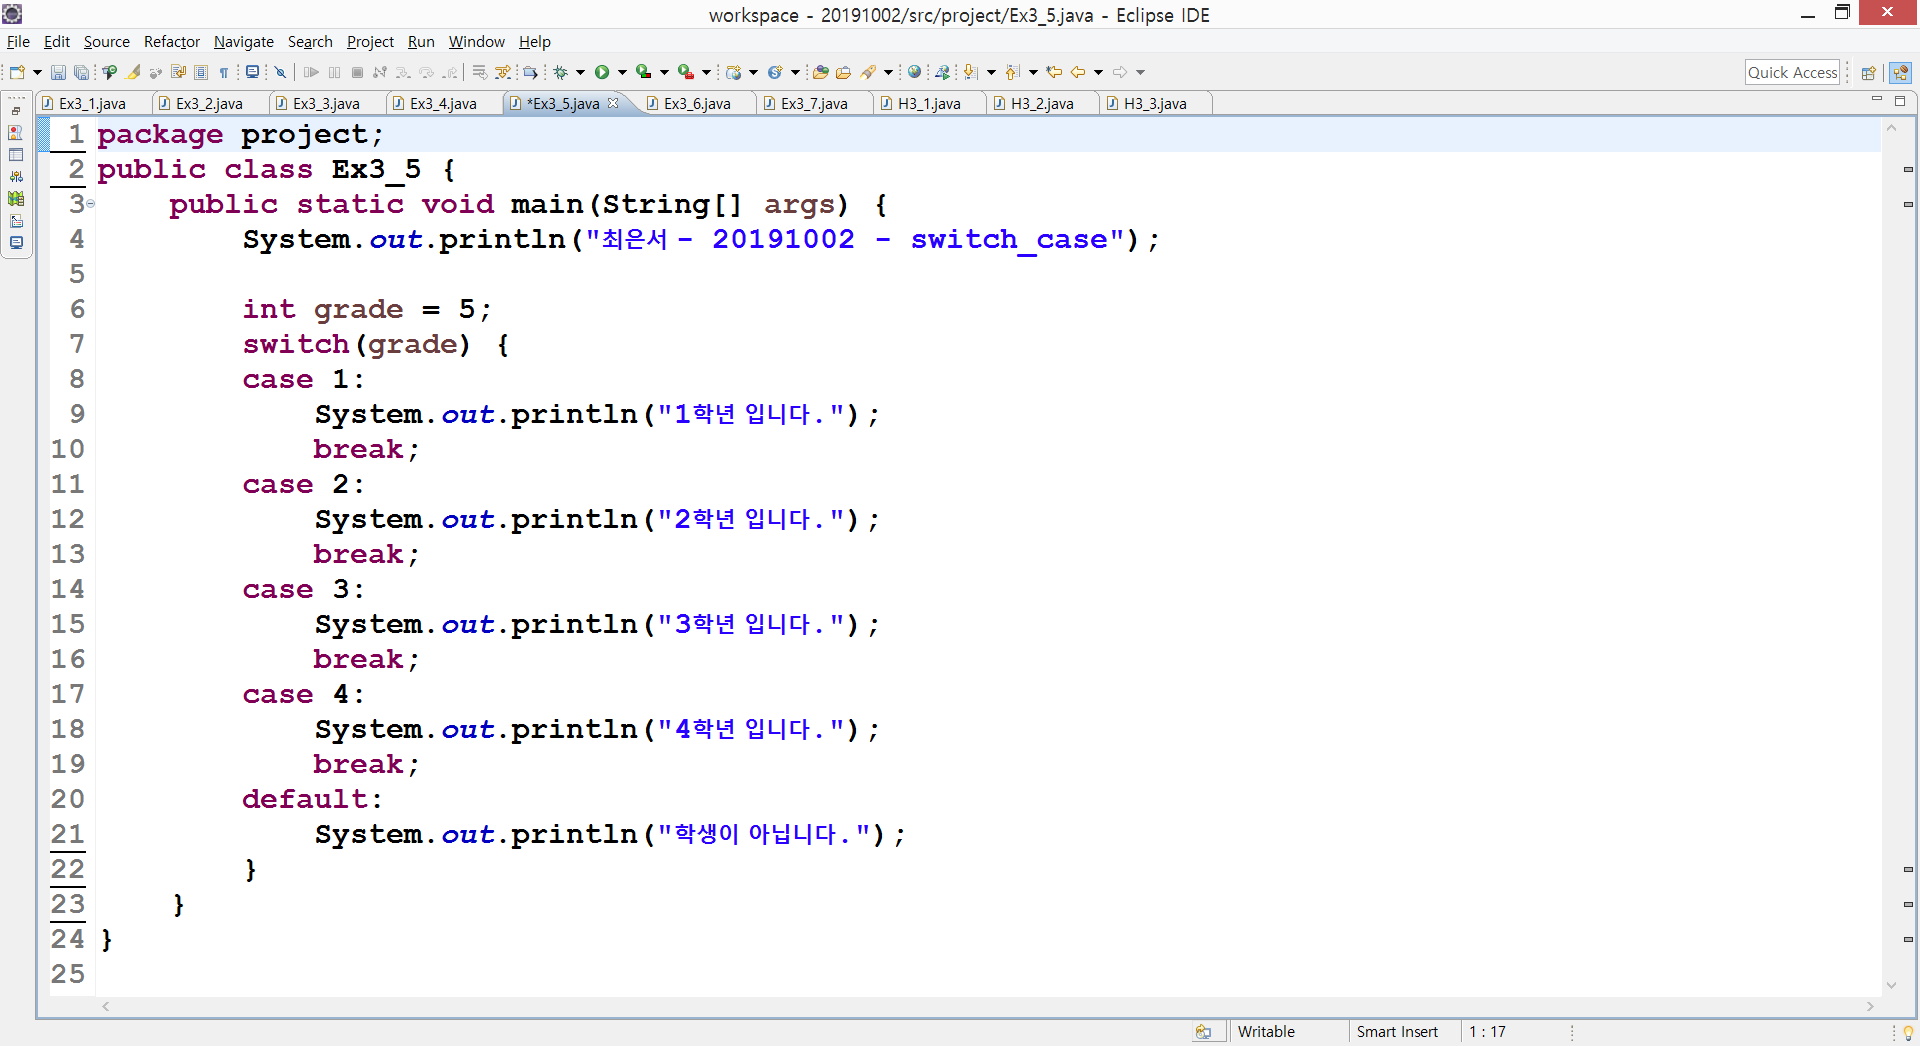 workspace - 20191002/src/project/Ex3_5.java - Eclipse IDE
File Edit Source Refactor Navigate Search Project Run Window Help
Quick Access
Ex3_1.java Ex3_2.java Ex3_3.java Ex3_4.java *Ex3_5.java Ex3_6.java Ex3_7.java H3_1.java H3_2.java H3_3.java
1 package project;
2 public class Ex3_5 {
3 public static void main(String[] args) {
4 System.out.println("최은서 - 20191002 - switch_case");
5
6 int grade = 5;
7 switch(grade) {
8 case 1:
9 System.out.println("1학년 입니다.");
10 break;
11 case 2:
12 System.out.println("2학년 입니다.");
13 break;
14 case 3:
15 System.out.println("3학년 입니다.");
16 break;
17 case 4:
18 System.out.println("4학년 입니다.");
19 break;
20 default:
21 System.out.println("학생이 아닙니다.");
22 }
23 }
24 }
25
Writable Smart Insert 1 : 17